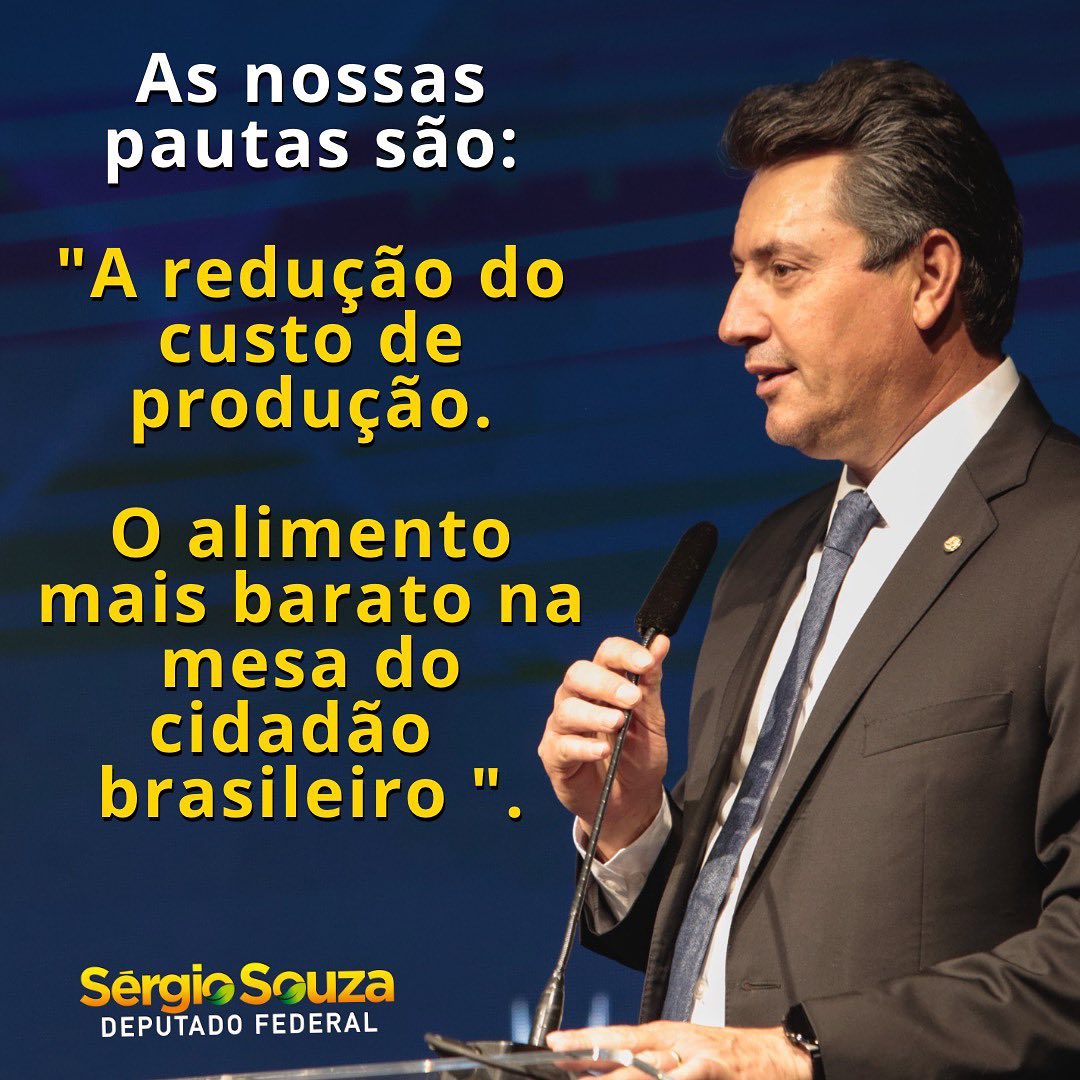 As nossas
pautas são:
"A redução do
custo de
produção.
O alimento
mais barato na
mesa do
cidadão
brasileiro ".
Sérgio Souza
DEPUTADO FEDERAL